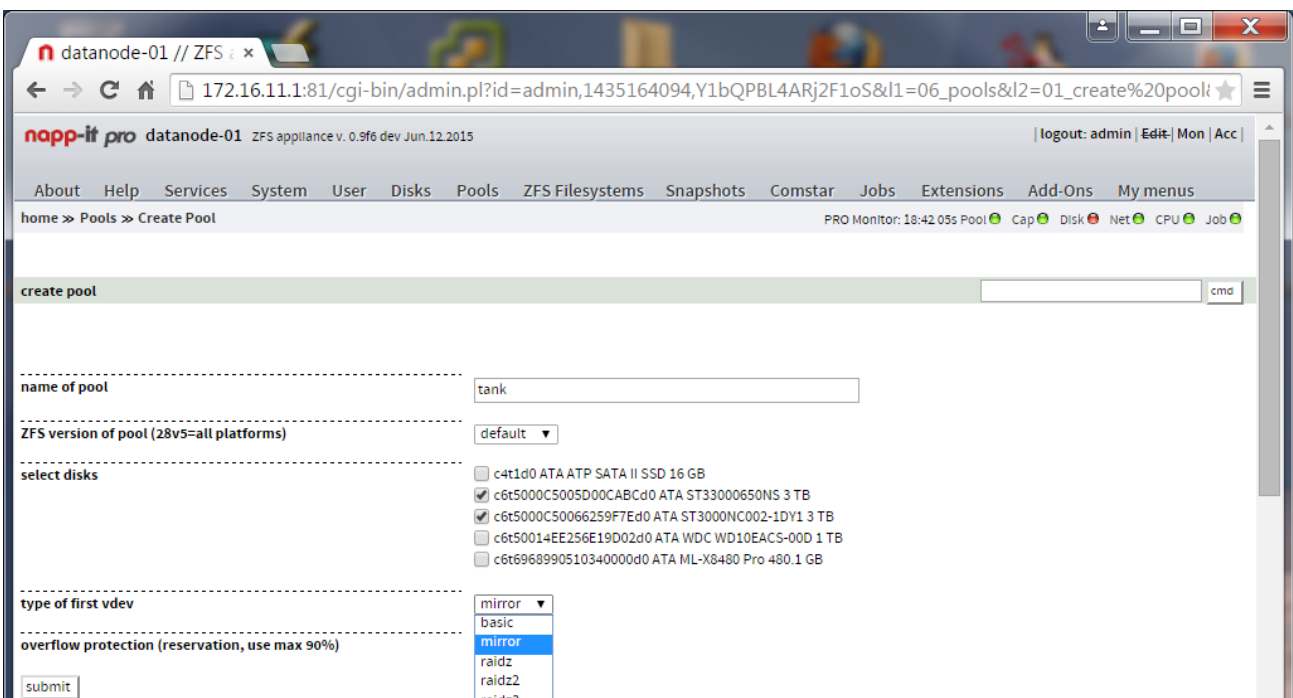 datanode-01 // ZFS a
172.16.11.1:81/cgi-bin/admin.pl?id=admin,1435164094,Y1bQPBL4ARj2F1oS&l1=06_pools&l2=01_create%20pool&
napp-it pro datanode-01 ZFS appliance v. 0.9f6 dev Jun.12.2015 | logout: admin | Edit | Mon | Acc |
About Help Services System User Disks Pools ZFS Filesystems Snapshots Comstar Jobs Extensions Add-Ons My menus
home >> Pools >> Create Pool PRO Monitor: 18:42 05s Pool Cap Disk Net CPU Job
create pool cmd
name of pool tank
ZFS version of pool (28v5=all platforms) default
select disks c4t1d0 ATA ATP SATA II SSD 16 GB
c6t5000C5005D00CABCd0 ATA ST33000650NS 3 TB
c6t5000C50066259F7Ed0 ATA ST3000NC002-1DY1 3 TB
c6t50014EE256E19D02d0 ATA WDC WD10EACS-00D 1 TB
c6t6968990510340000d0 ATA ML-X8480 Pro 480.1 GB
type of first vdev mirror
basic
overflow protection (reservation, use max 90%) mirror
raidz
submit raidz2